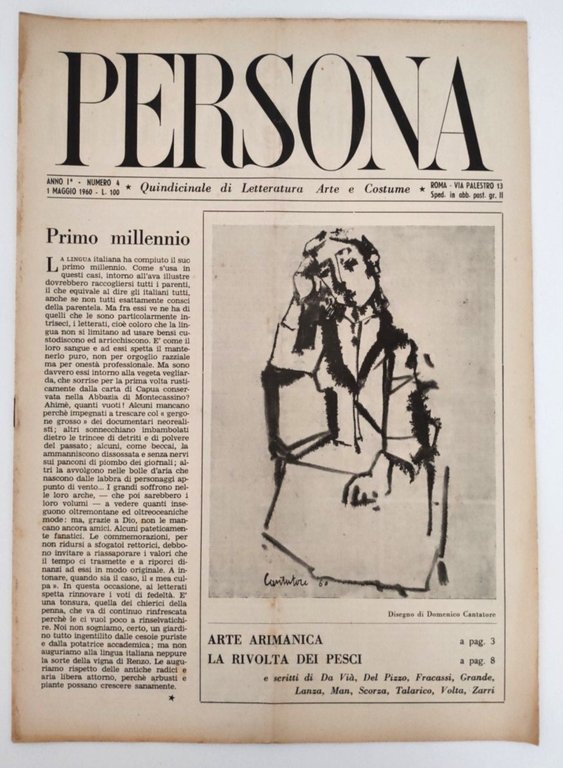 PERSONA
ANNO I° - NUMERO 4
1 MAGGIO 1960 - L. 100
★ Quindicinale di Letteratura Arte e Costume ★
ROMA - VIA PALESTRO 13
Sped. in abb. post. gr. II
Primo millennio
LA LINGUA italiana ha compiuto il suo
primo millennio. Come s'usa in
questi casi, intorno all'ava illustre
dovrebbero raccogliersi tutti i parenti,
il che equivale al dire gli italiani tutti,
anche se non tutti esattamente consci
della parentela. Ma fra essi ve ne ha di
quelli che le sono particolarmente in-
triseci, i letterati, cioè coloro che la lin-
gua non si limitano ad usare bensì cu-
stodiscono ed arricchiscono. E' come il
loro sangue e ad essi spetta il mante-
nerlo puro, non per orgoglio razziale
ma per onestà professionale. Ma sono
davvero essi intorno alla vegeta vegliar-
da, che sorrise per la prima volta rusti-
camente dalla carta di Capua conser-
vata nella Abbazia di Montecassino?
Ahimè, quanti vuoti! Alcuni mancano
perchè impegnati a trescare col « gergo-
ne grosso » dei documentari neoreali-
sti; altri sonnecchiano imbambolati
dietro le trincee di detriti e di polvere
del passato; alcuni, come beccai, la
ammanniscono dissossata e senza nervi
sui panconi di piombo dei giornali; al-
tri la avvolgono nelle bolle d'aria che
nascono dalle labbra di personaggi ap-
punto di vento... I grandi soffrono nel-
le loro arche, — che poi sarebbero i
loro volumi — a vedere quanti inse-
guono oltremontane ed oltreoceaniche
mode: ma, grazie a Dio, non le man-
cano ancora amici. Alcuni pateticamen-
te fanatici. Le commemorazioni, per
non ridursi a sfogatoi rettorici, debbo-
no invitare a riassaporare i valori che
il tempo ci trasmette e a riporci di-
nanzi ad essi in modo originale. A in-
tonare, quando sia il caso, il « mea cul-
pa ». In questa occasione, ai letterati
spetta rinnovare i voti di fedeltà. E'
una tonsura, quella dei chierici della
penna, che va di continuo rinfrescata
perchè le ci vuol poco a rinselvatichi-
re. Noi non sogniamo, certo, un giardi-
no tutto ingentilito dalle cesoie puriste
e dalla potatrice accademica; ma non
auguriamo alla lingua italiana neppure
la sorte della vigna di Renzo. Le augu-
riamo rispetto delle antiche radici e
aria libera attorno, perchè arbusti e
piante possano crescere sanamente.
★
Cantatore 60
Disegno di Domenico Cantatore
ARTE ARIMANICA a pag. 3
LA RIVOLTA DEI PESCI a pag. 8
e scritti di Da Vià, Del Pizzo, Fracassi, Grande,
Lanza, Man, Scorza, Talarico, Volta, Zarri